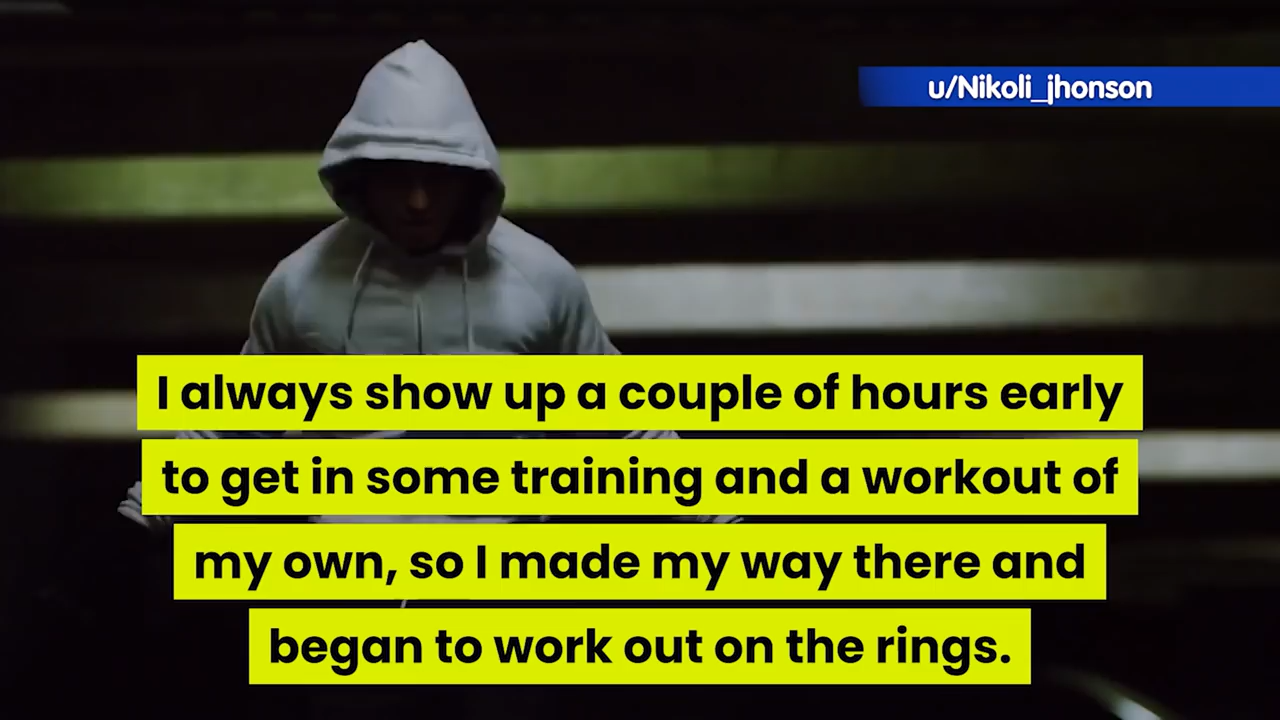 u/Nikoli_jhonson
I always show up a couple of hours early
to get in some training and a workout of
my own, so I made my way there and
began to work out on the rings.